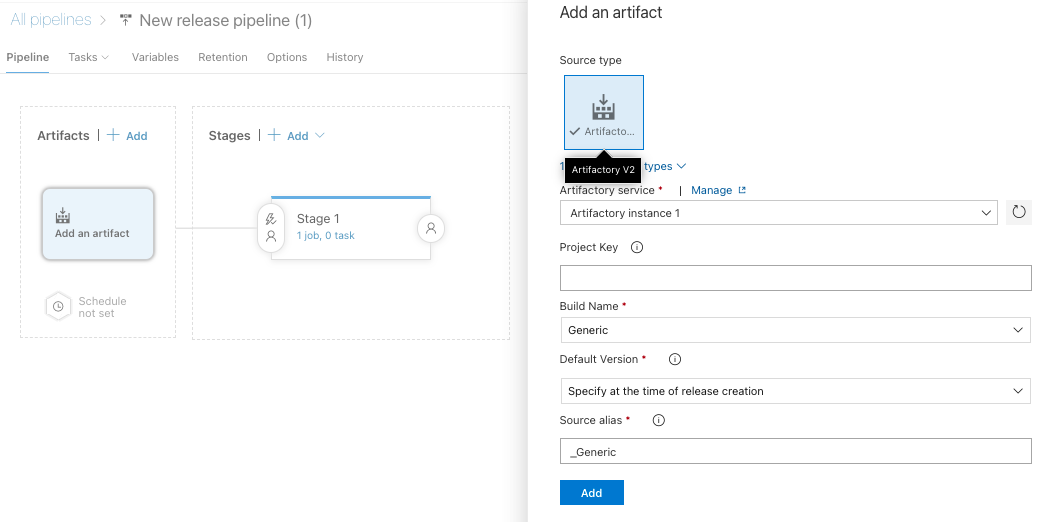 All pipelines > New release pipeline (1)
Pipeline Tasks Variables Retention Options History
Artifacts | + Add
Stages | + Add
Add an artifact
Schedule
not set
Stage 1
1 job, 0 task
Add an artifact
Source type
Artifacto...
types
Artifactory V2
Artifactory service * | Manage
Artifactory instance 1
Project Key
Build Name *
Generic
Default Version *
Specify at the time of release creation
Source alias *
_Generic
Add